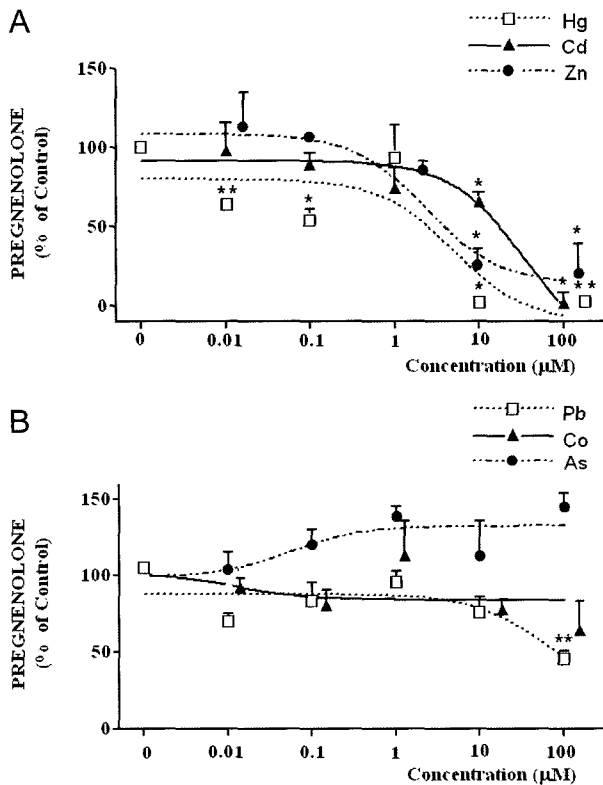 A
Hg
Cd
Zn
PREGNENOLONE
(% of Control)
150
100
50
0
**
*
*
*
*
*
*
**
0
0.01
0.1
1
10
100
Concentration (µM)
B
Pb
Co
As
PREGNENOLONE
(% of Control)
150
100
50
0
**
0
0.01
0.1
1
10
100
Concentration (µM)